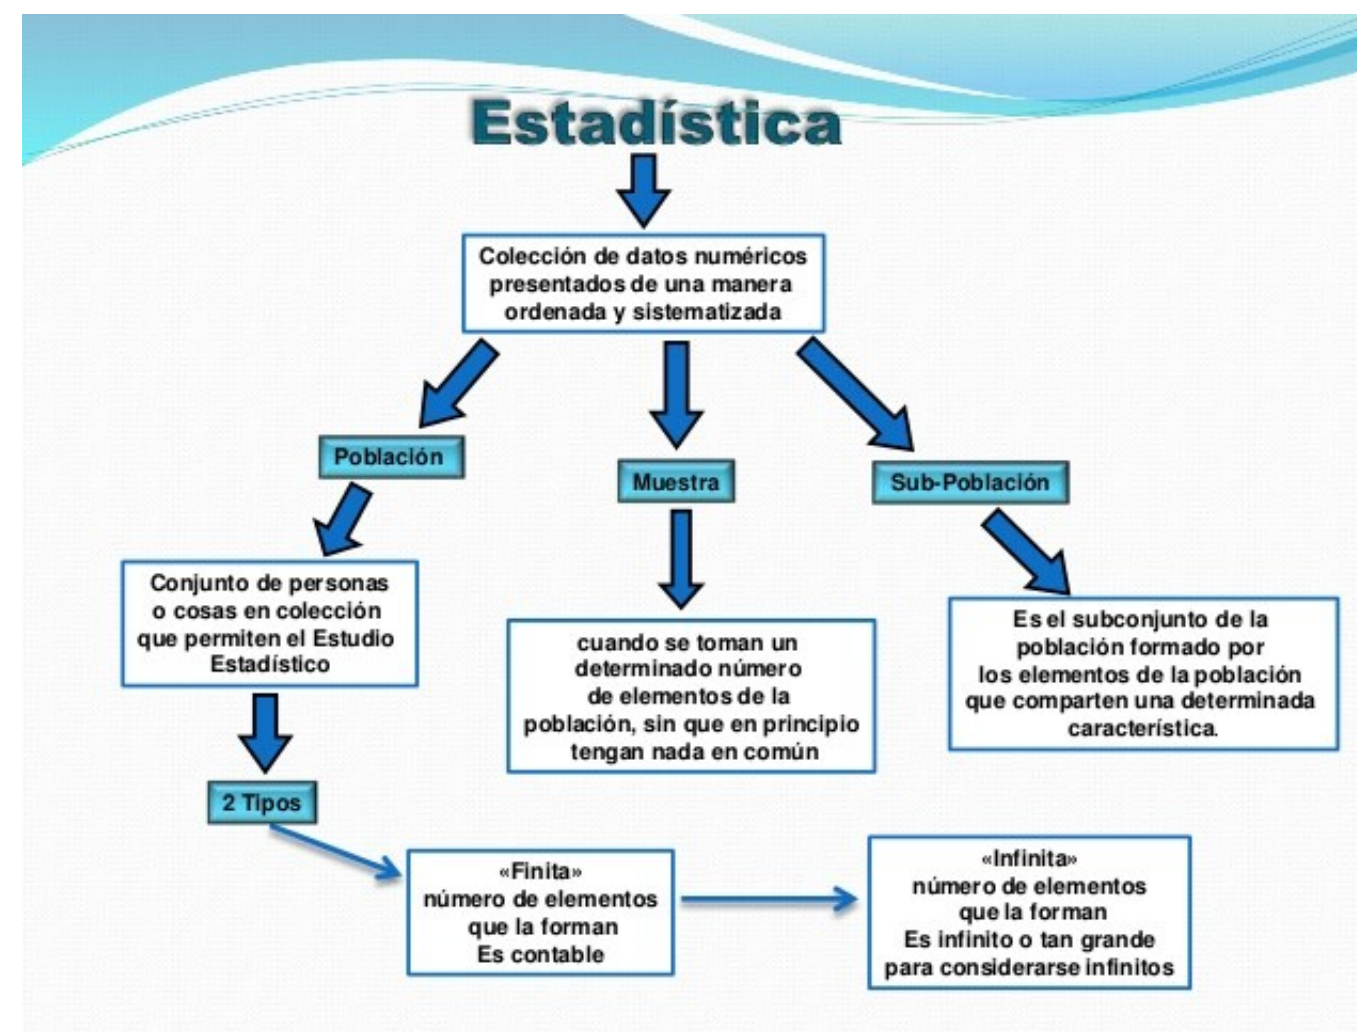 Estadística
Colección de datos numéricos
presentados de una manera
ordenada y sistematizada
Población
Muestra
Sub-Población
Conjunto de personas
o cosas en colección
que permiten el Estudio
Estadístico
cuando se toman un
determinado número
de elementos de la
población, sin que en principio
tengan nada en común
Es el subconjunto de la
población formado por
los elementos de la población
que comparten una determinada
característica.
2 Tipos
«Finita»
número de elementos
que la forman
Es contable
«Infinita»
número de elementos
que la forman
Es infinito o tan grande
para considerarse infinitos